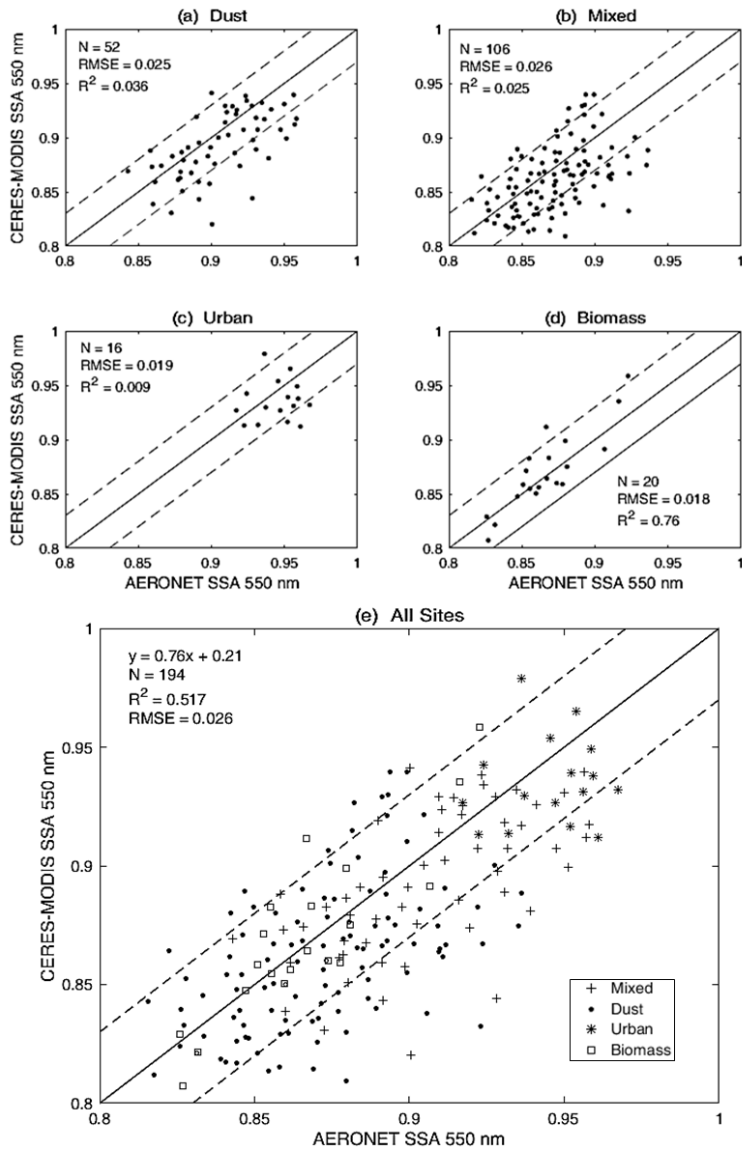 (a) Dust
N = 52
RMSE = 0.025
R² = 0.036
CERES-MODIS SSA 550 nm
1
0.95
0.9
0.85
0.8
0.8 0.85 0.9 0.95 1
(b) Mixed
N = 106
RMSE = 0.026
R² = 0.025
1
0.95
0.9
0.85
0.8
0.8 0.85 0.9 0.95 1
(c) Urban
N = 16
RMSE = 0.019
R² = 0.009
CERES-MODIS SSA 550 nm
1
0.95
0.9
0.85
0.8
0.8 0.85 0.9 0.95 1
AERONET SSA 550 nm
(d) Biomass
N = 20
RMSE = 0.018
R² = 0.76
1
0.95
0.9
0.85
0.8
0.8 0.85 0.9 0.95 1
AERONET SSA 550 nm
(e) All Sites
y = 0.76x + 0.21
N = 194
R² = 0.517
RMSE = 0.026
CERES-MODIS SSA 550 nm
1
0.95
0.9
0.85
0.8
Mixed
Dust
Urban
Biomass
0.8 0.85 0.9 0.95 1
AERONET SSA 550 nm